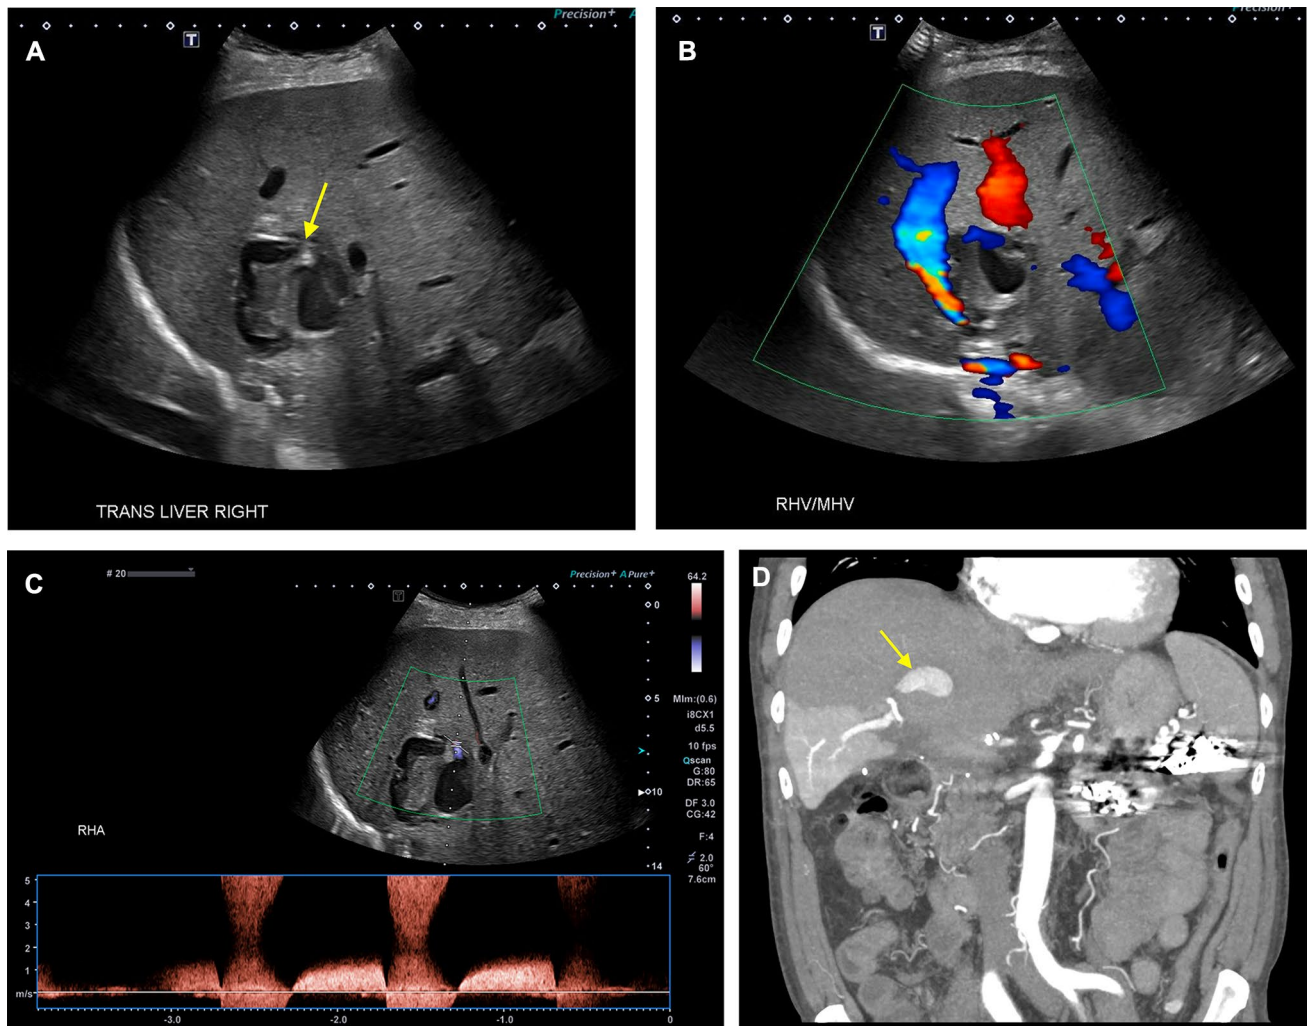 A
Precision+ A
T
TRANS LIVER RIGHT
B
Precision+
T
RHV/MHV
C
# 20
Precision+ A Pure+
T
64.2
0
5
MIm:(0.6)
i8CX1
d5.5
10 fps
Qscan
G:80
DR:65
10
DF 3.0
CG:42
F:4
2.0
60°
14
7.6cm
RHA
5
4
3
2
1
m/s
-3.0
-2.0
-1.0
0
D